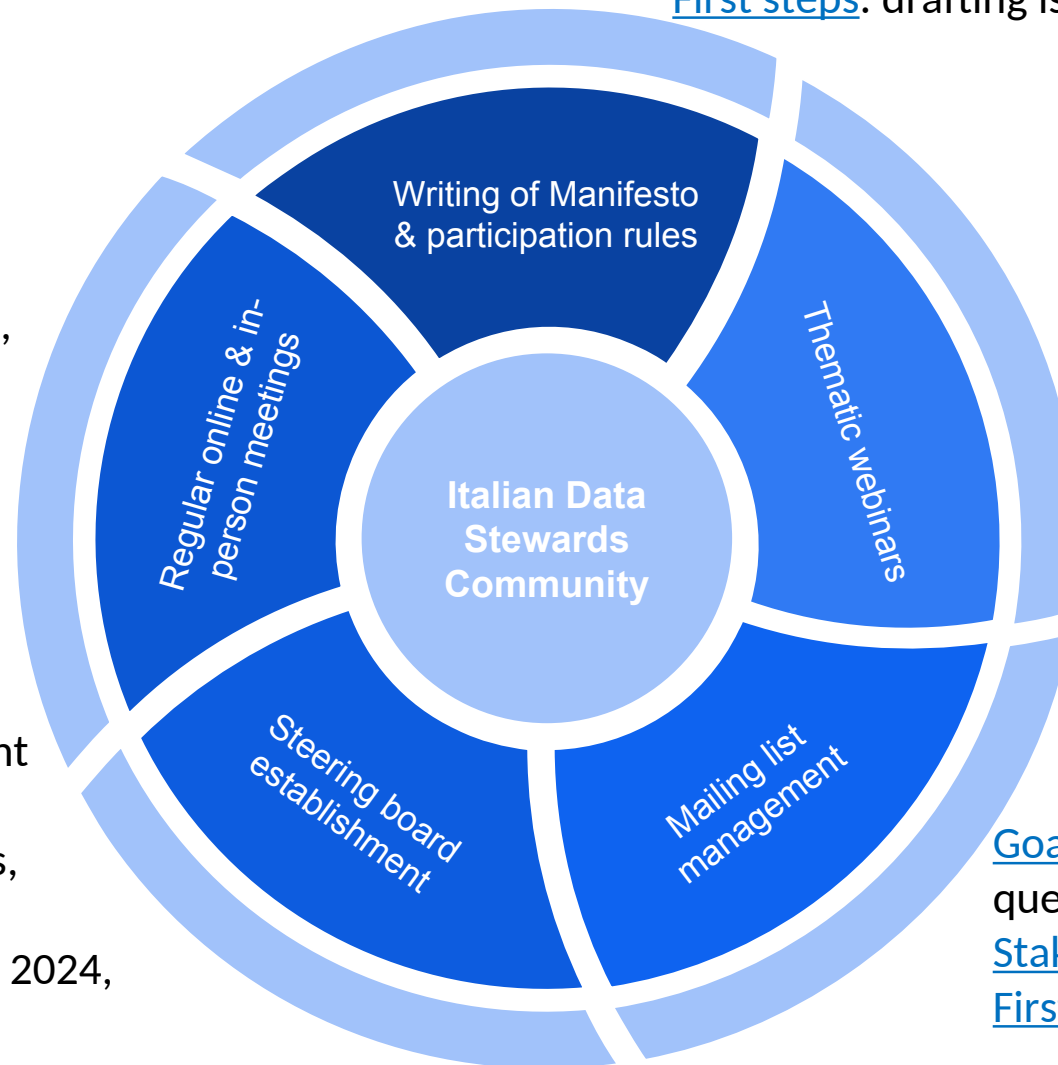 First steps: drafting is
Writing of Manifesto
& participation rules
Thematic webinars
Regular online & in-
person meetings
Italian Data
Stewards
Community
Steering board
establishment
Mailing list
management
2024,